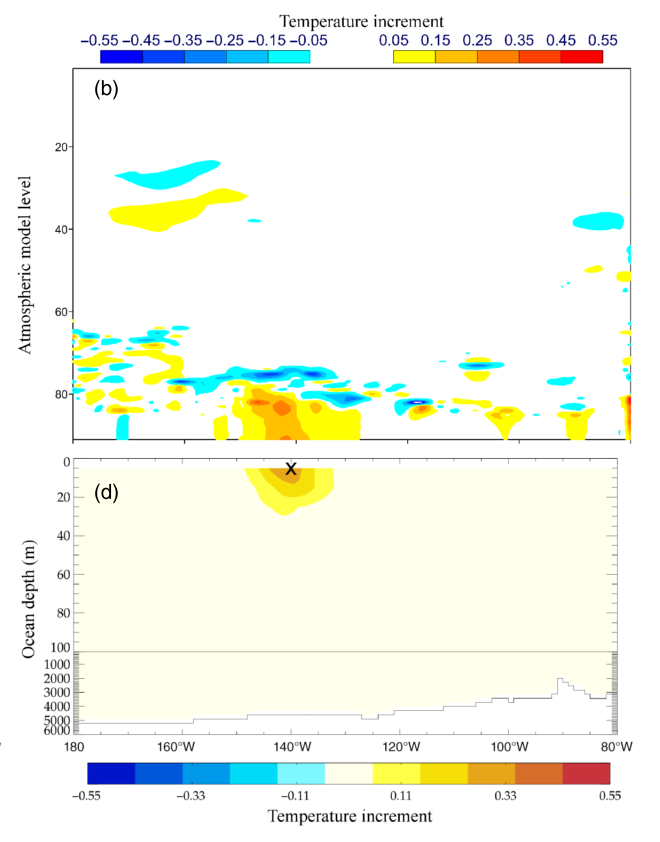 Temperature increment
−0.55 −0.45 −0.35 −0.25 −0.15 −0.05 0.05 0.15 0.25 0.35 0.45 0.55
(b)
20
40
60
80
Atmospheric model level
0
X
(d)
20
40
60
80
100
1000
2000
3000
4000
5000
6000
Ocean depth (m)
180 160°W 140°W 120°W 100°W 80°W
−0.55 −0.33 −0.11 0.11 0.33 0.55
Temperature increment